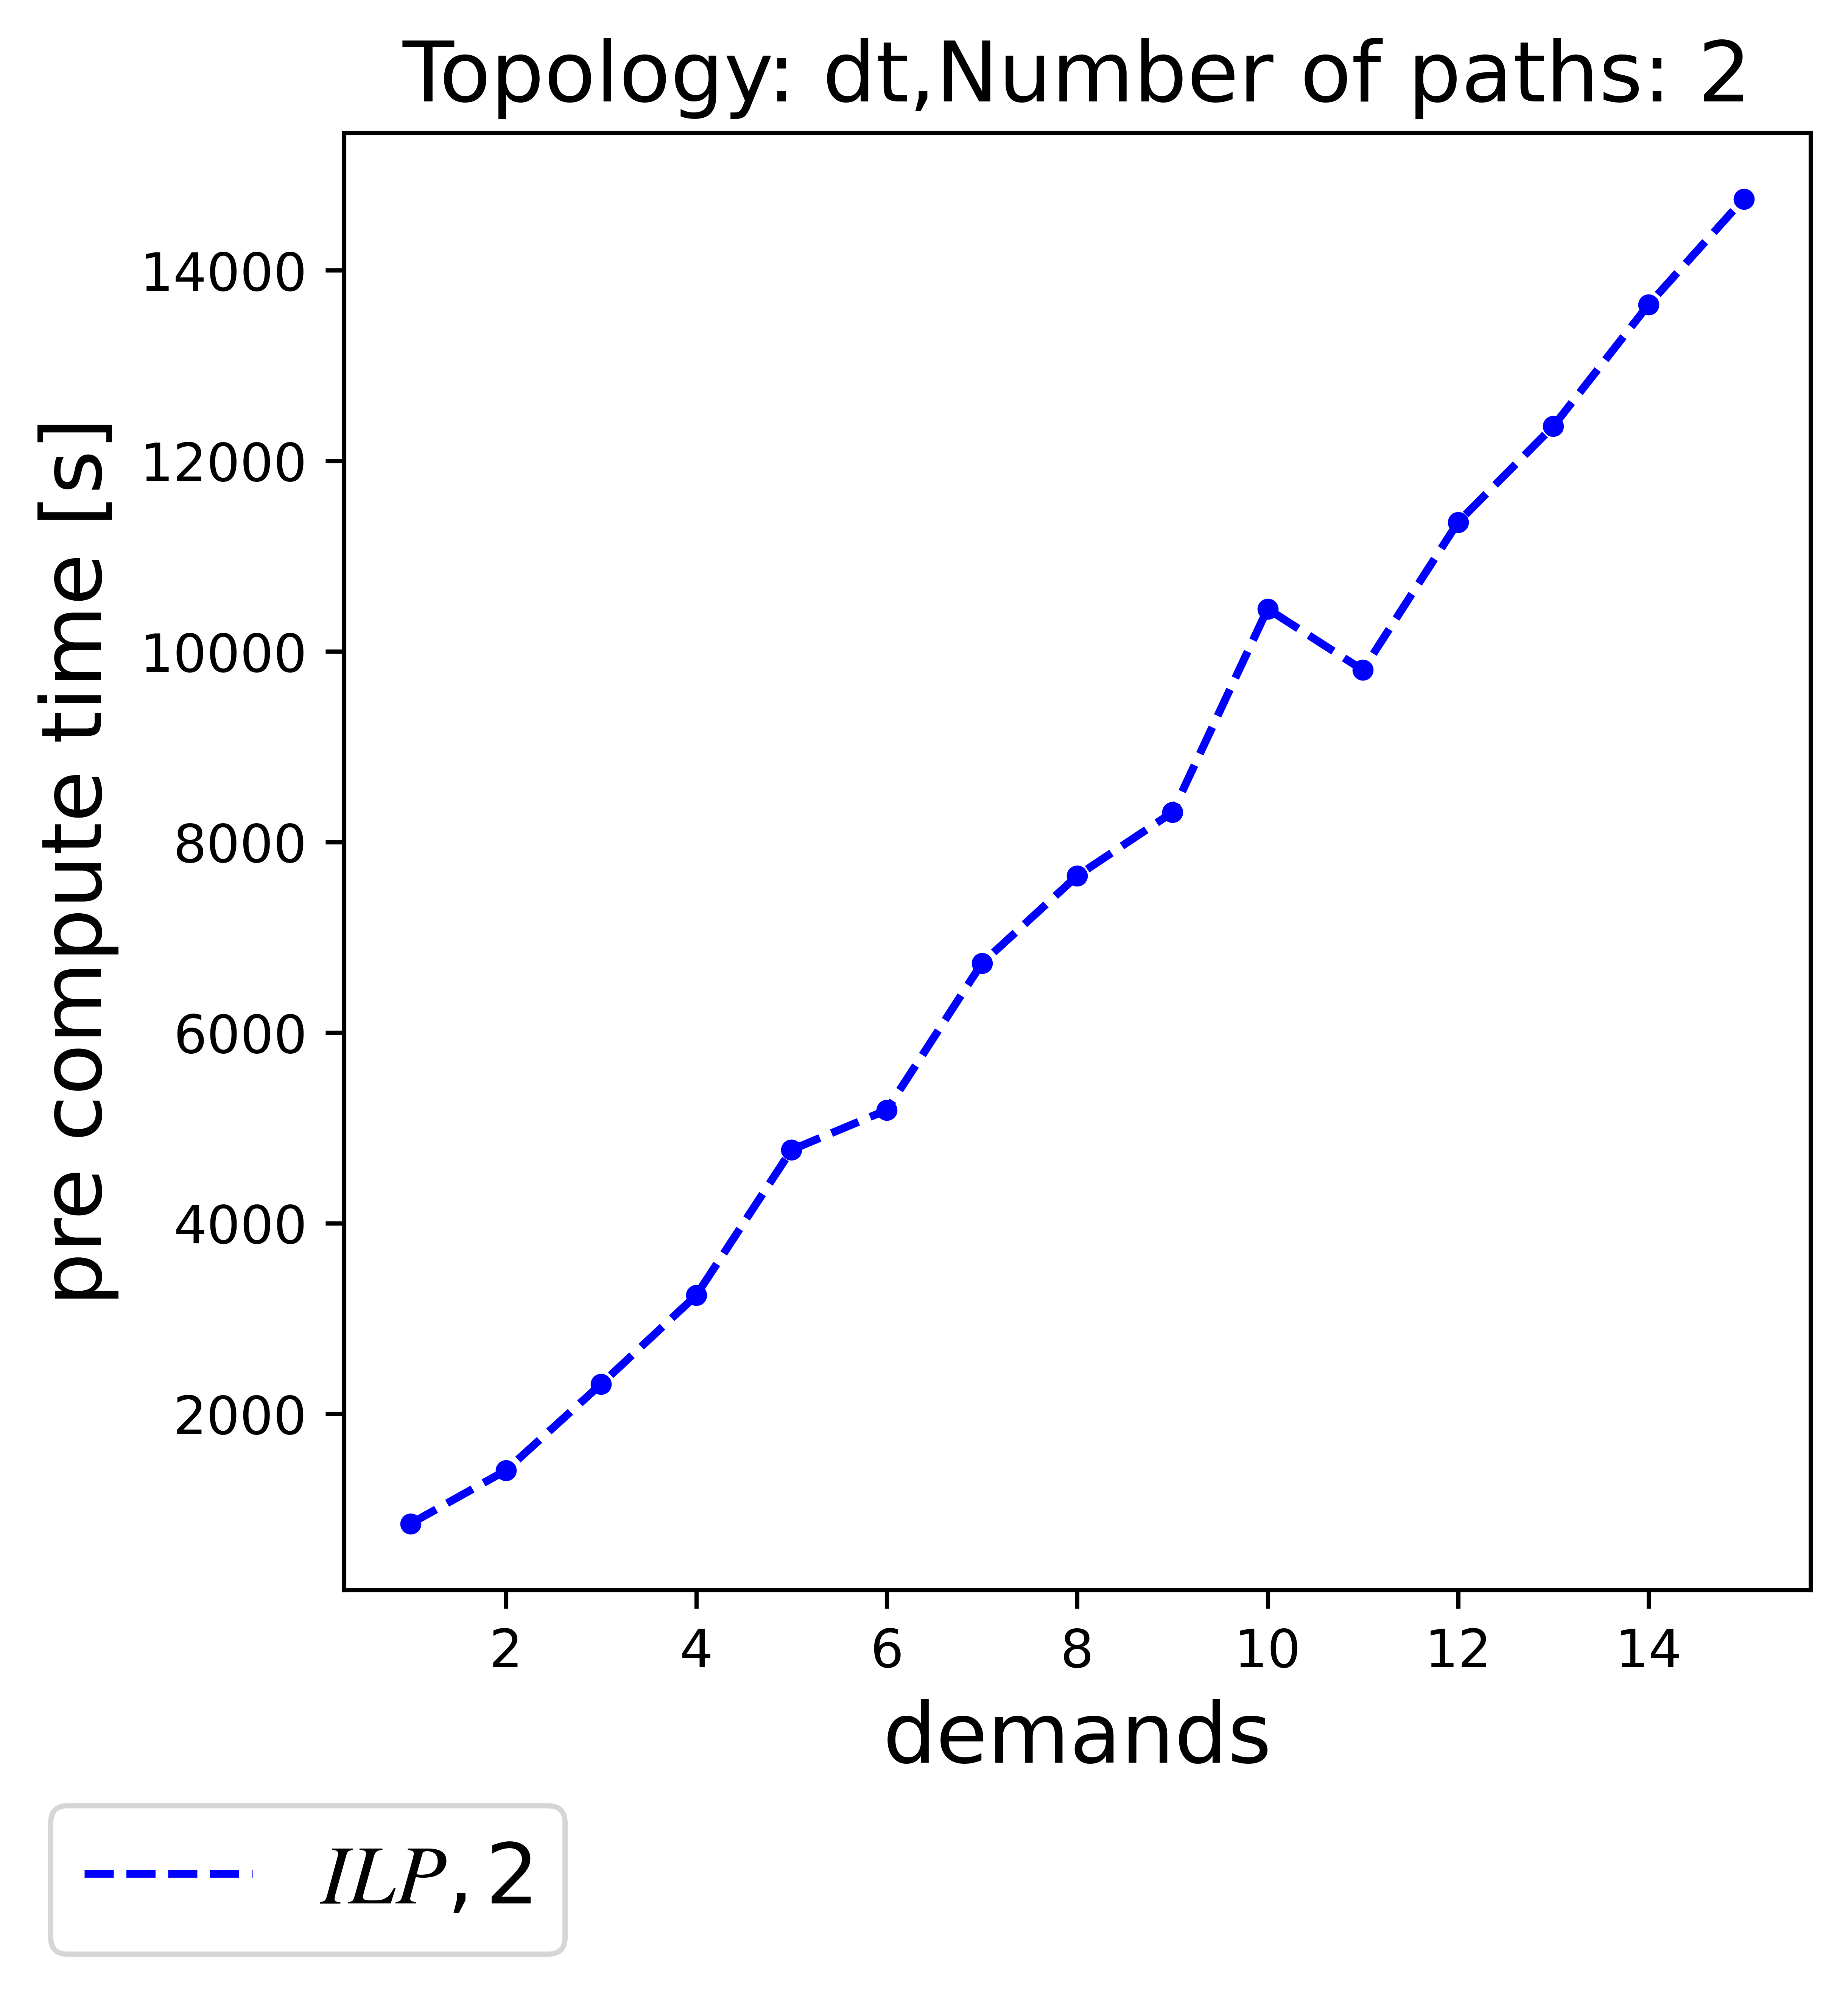 Topology: dt,Number of paths: 2
pre compute time [s]
14000
12000
10000
8000
6000
4000
2000
2 4 6 8 10 12 14
demands
ILP, 2